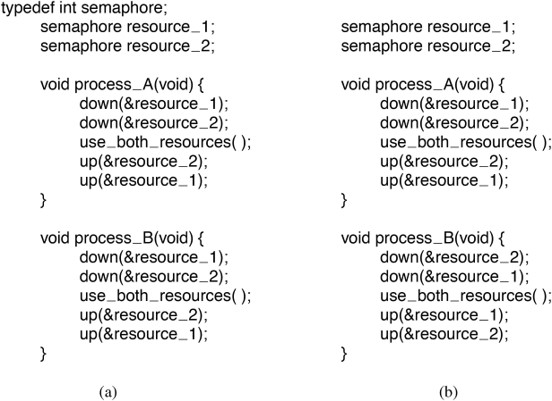 typedef int semaphore;
semaphore resource_1;
semaphore resource_2;
void process_A(void) {
down(&resource_1);
down(&resource_2);
use_both_resources( );
up(&resource_2);
up(&resource_1);
}
void process_B(void) {
down(&resource_1);
down(&resource_2);
use_both_resources( );
up(&resource_2);
up(&resource_1);
}
(a)
semaphore resource_1;
semaphore resource_2;
void process_A(void) {
down(&resource_1);
down(&resource_2);
use_both_resources( );
up(&resource_2);
up(&resource_1);
}
void process_B(void) {
down(&resource_2);
down(&resource_1);
use_both_resources( );
up(&resource_1);
up(&resource_2);
}
(b)